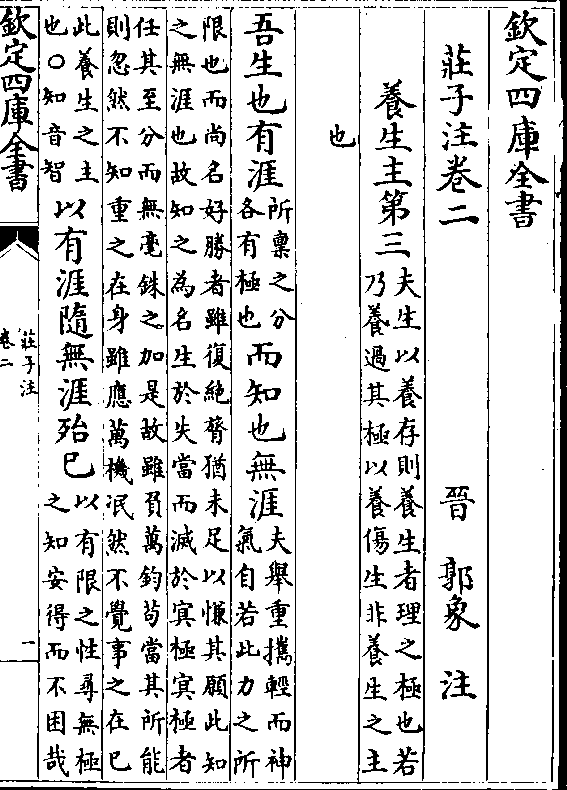 欽定四庫全書
莊子注卷二 晉 郭象 注
養生主第三
夫生以養存則養生者理之極也若
乃養過其極以養傷生非養生之主
也
吾生也有涯
所稟之分
各有極也
而知也無涯
夫舉重攜輕而神
氣自若此力之所
限也而尚名好勝者雖復絶膂猶未足以慊其願此知
之無涯也故知之為名生於失當而滅於㝠極㝠極者
任其至分而無毫銖之加是故雖負萬鈞苟當其所能
則忽然不知重之在身雖應萬機泯然不覺事之在已
此養生之主
也○知音智
以有涯隨無涯殆已
以有限之性尋無極
之知安得而不困哉
欽定四庫全書
莊子注
卷二
一